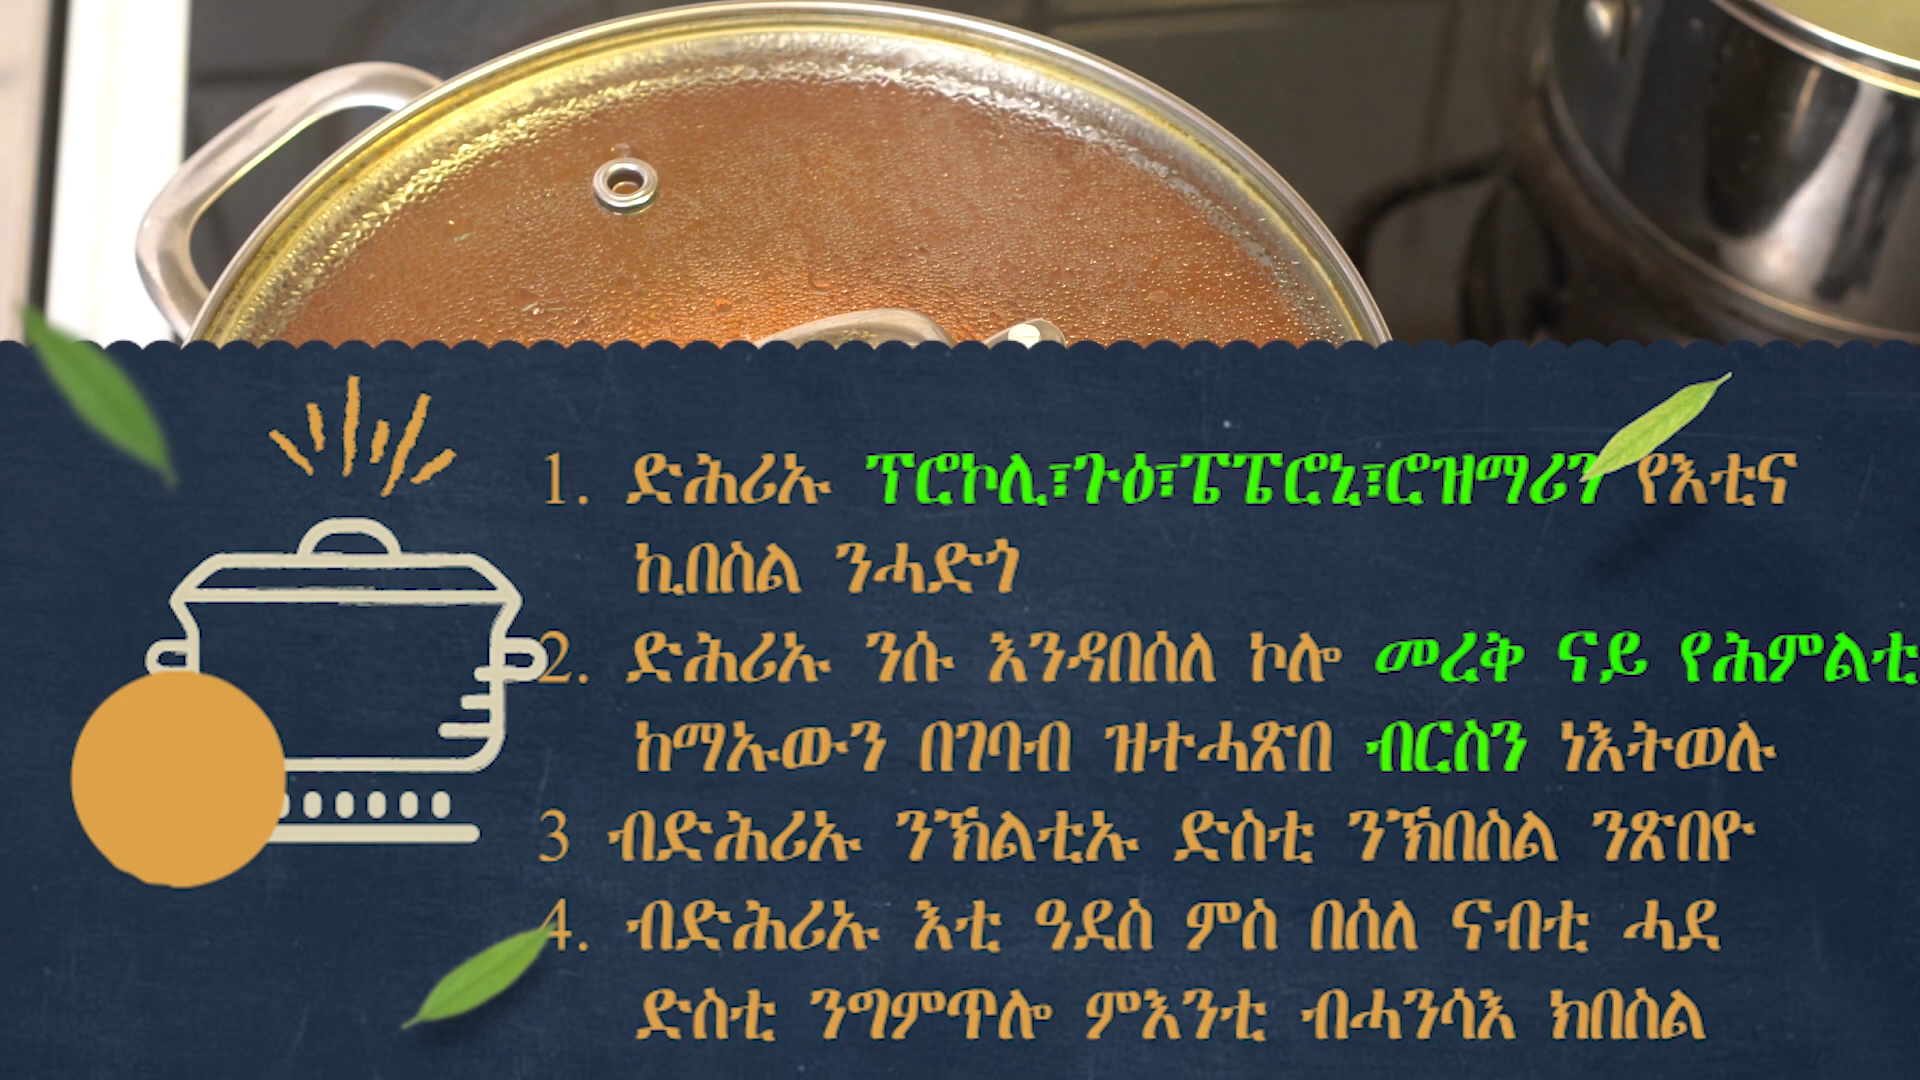 1. ድሕሪኡ ፕሮኮሊ፣ጉዕ፣ፔፔሮኒ፣ሮዝማሪን የእቲና
ኪበስል ንሓድጎ
2. ድሕሪኡ ንሱ እንዳበሰለ ኮሎ መረቅ ናይ የሕምልቲ
ከማኡውን በገባብ ዝተሓጽበ ብርስን ነእትወሉ
3 ብድሕሪኡ ንኽልቲኡ ድስቲ ንኽበስል ንጽበዮ
4. ብድሕሪኡ እቲ ዓደስ ምስ በሰለ ናብቲ ሓደ
ድስቲ ንግምጥሎ ምእንቲ ብሓንሳእ ክበስል